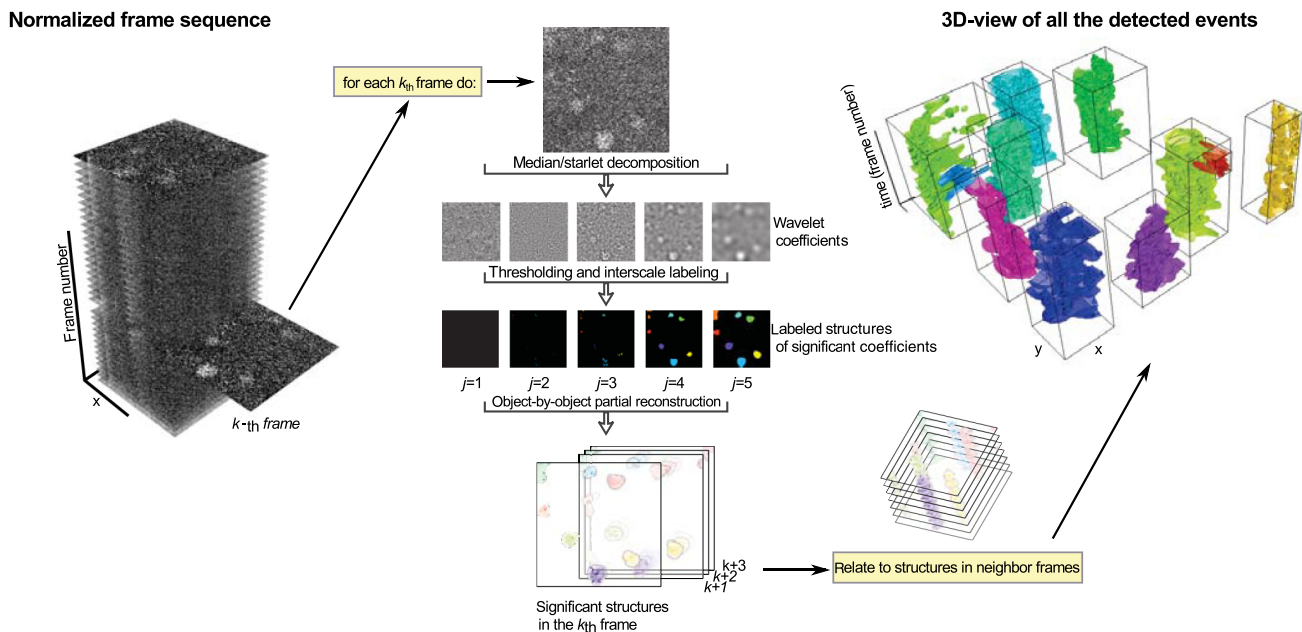 Normalized frame sequence
Frame number
x
k-th frame
for each kth frame do:
Median/starlet decomposition
Wavelet
coefficients
Thresholding and interscale labeling
Labeled structures
of significant coefficients
j=1 j=2 j=3 j=4 j=5
Object-by-object partial reconstruction
k+3
k+2
k+1
Significant structures
in the kth frame
Relate to structures in neighbor frames
3D-view of all the detected events
time (frame number)
y
x